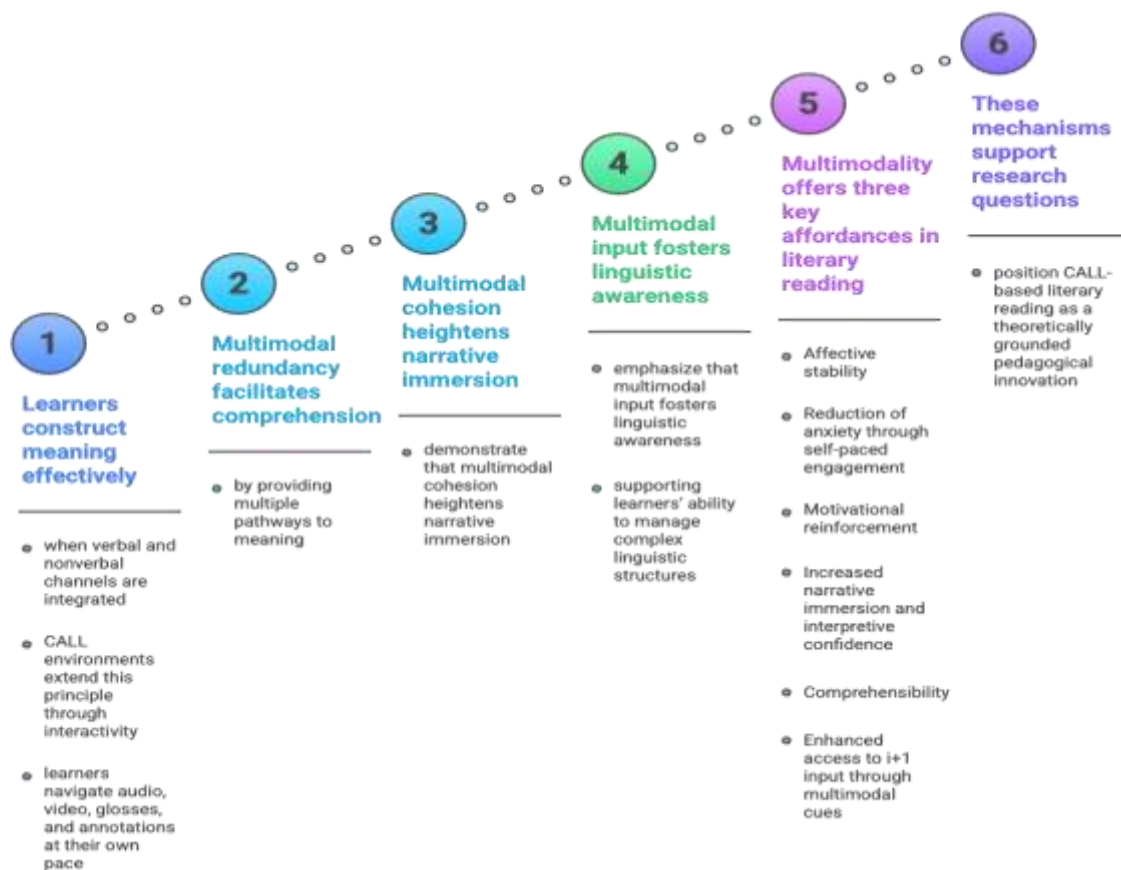 1
Learners
construct
meaning
effectively
when verbal and
nonverbal
channels are
integrated
CALL
environments
extend this
principle
through
interactivity
learners
navigate audio,
video, glosses,
and annotations
at their own
pace
2
Multimodal
redundancy
facilitates
comprehension
by providing
multiple
pathways to
meaning
3
Multimodal
cohesion
heightens
narrative
immersion
demonstrate
that multimodal
cohesion
heightens
narrative
immersion
4
Multimodal
input fosters
linguistic
awareness
emphasize that
multimodal
input fosters
linguistic
awareness
supporting
learners' ability
to manage
complex
linguistic
structures
5
Multimodality
offers three
key
affordances in
literary
reading
Affective
stability
Reduction of
anxiety through
self-paced
engagement
Motivational
reinforcement
Increased
narrative
immersion and
interpretive
confidence
Comprehensibility
Enhanced
access to i+1
input through
multimodal
cues
6
These
mechanisms
support
research
questions
position CALL-
based literary
reading as a
theoretically
grounded
pedagogical
innovation